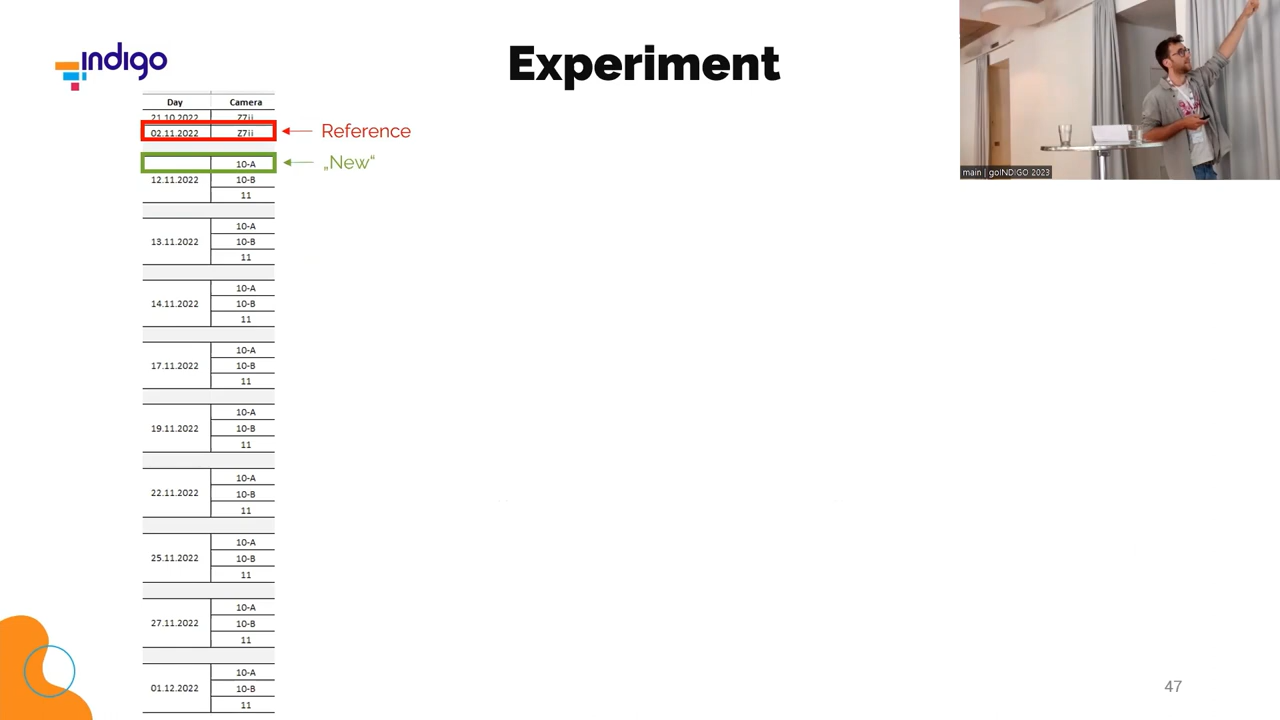 indigo
Experiment
Day Camera
21.10.2022 Z7ii
02.11.2022 Z7ii
Reference
10-A
„New“
12.11.2022 10-B
11
10-A
13.11.2022 10-B
11
10-A
14.11.2022 10-B
11
10-A
17.11.2022 10-B
11
10-A
19.11.2022 10-B
11
10-A
22.11.2022 10-B
11
10-A
25.11.2022 10-B
11
10-A
27.11.2022 10-B
11
10-A
01.12.2022 10-B
11
main | goINDIGO 2023
47